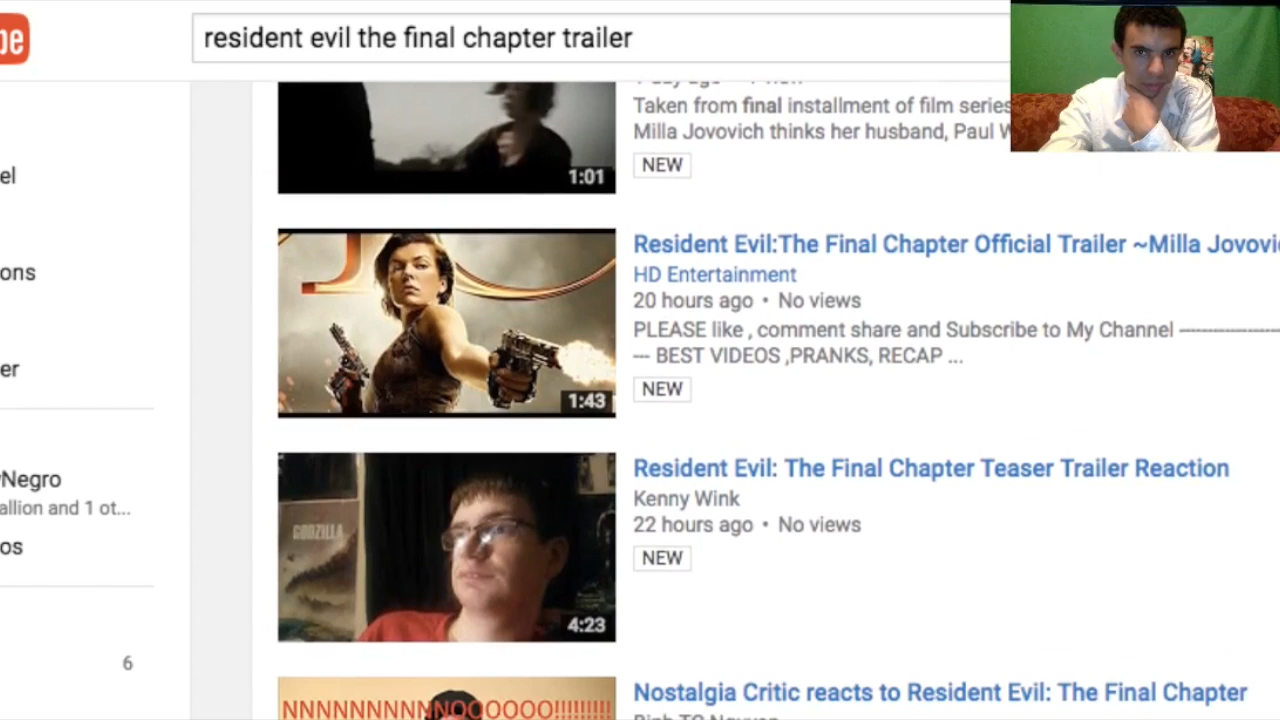 be
resident evil the final chapter trailer
Taken from final installment of film series
Milla Jovovich thinks her husband, Paul W
1:01
NEW
el
Resident Evil:The Final Chapter Official Trailer ~Milla Jovovi
HD Entertainment
ons
20 hours ago • No views
PLEASE like , comment share and Subscribe to My Channel ----------------------
--- BEST VIDEOS ,PRANKS, RECAP ...
er
NEW
1:43
Resident Evil: The Final Chapter Teaser Trailer Reaction
Negro
Kenny Wink
allion and 1 ot...
22 hours ago • No views
GODZILLA
os
NEW
4:23
6
Nostalgia Critic reacts to Resident Evil: The Final Chapter
NNNNNNNNNNOOOOOO!!!!!!!!!